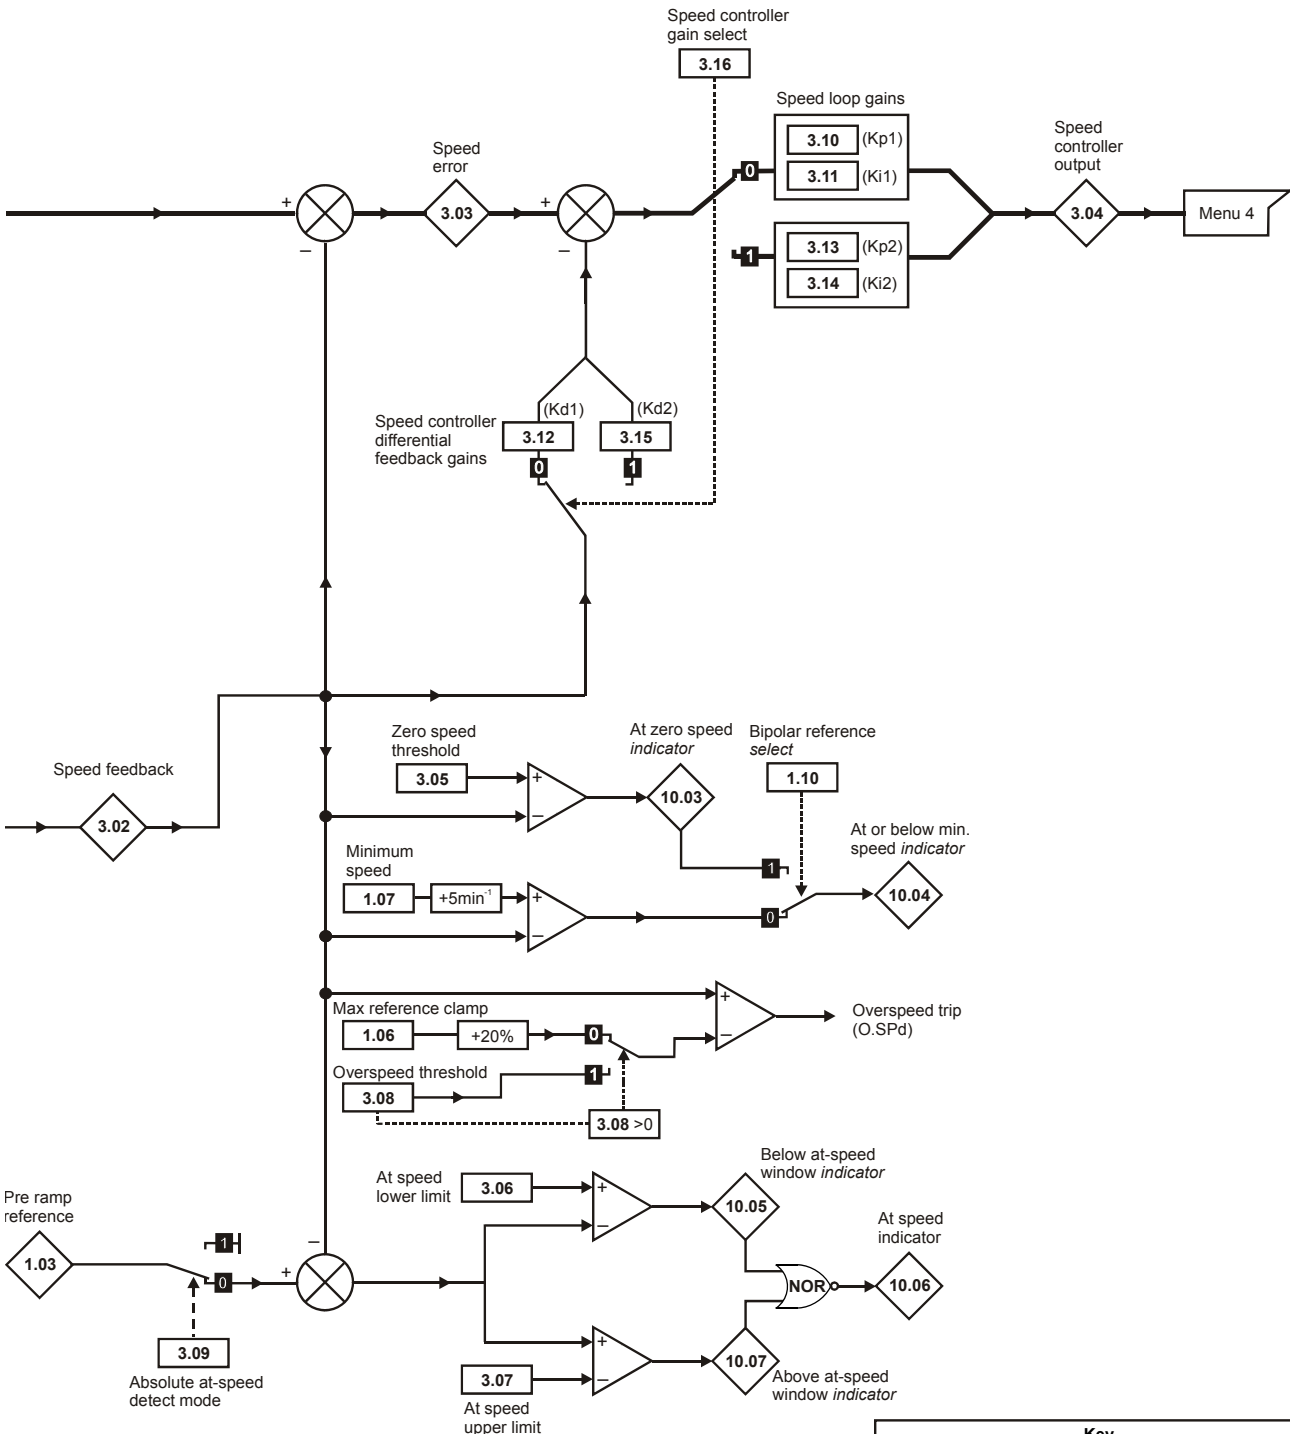 Speed controller
gain select
3.16
Speed loop gains
3.10 (Kp1)
3.11 (Ki1)
0
Speed
controller
output
Speed
error
+
+
3.03
3.04
Menu 4
–
–
1
3.13 (Kp2)
3.14 (Ki2)
(Kd1)
(Kd2)
Speed controller
differential
feedback gains
3.12
3.15
0
1
Zero speed
threshold
3.05
+
–
At zero speed
indicator
10.03
Bipolar reference
select
1.10
Speed feedback
3.02
1
At or below min.
speed indicator
10.04
Minimum
speed
1.07
+5min-1
+
–
0
Max reference clamp
1.06
+20%
0
+
–
Overspeed trip
(O.SPd)
Overspeed threshold
3.08
1
3.08 >0
Below at-speed
window indicator
At speed
lower limit
3.06
+
–
10.05
Pre ramp
reference
1.03
1
0
–
+
NOR
At speed
indicator
10.06
3.09
Absolute at-speed
detect mode
+
–
10.07
3.07
At speed
upper limit
Above at-speed
window indicator
Key